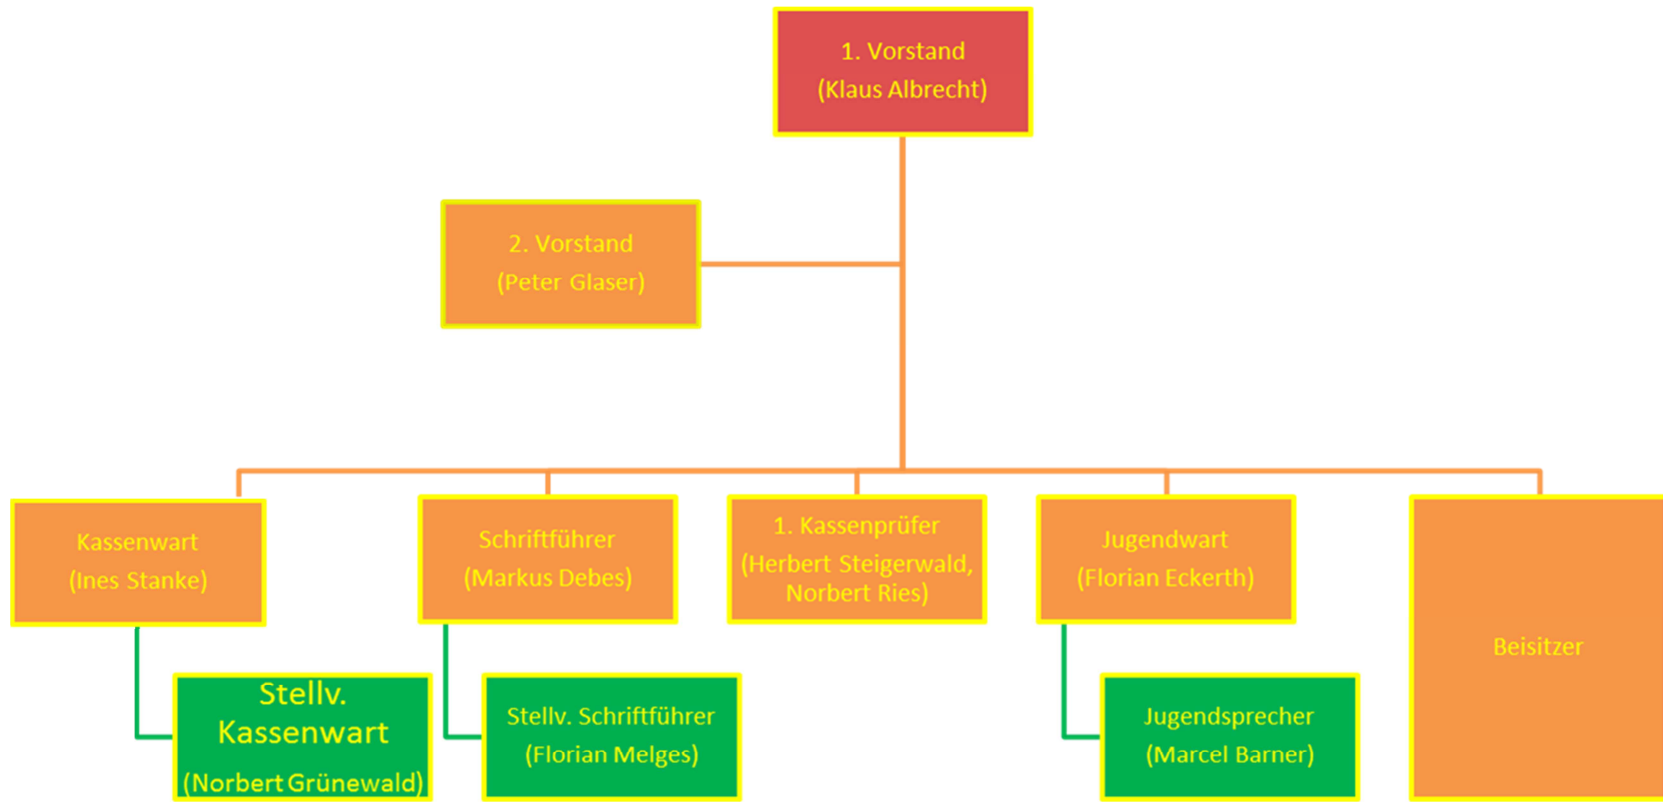 1. Vorstand
(Klaus Albrecht)
2. Vorstand
(Peter Glaser)
Kassenwart
(Ines Stanke)
Schriftführer
(Markus Debes)
1. Kassenprüfer
(Herbert Steigerwald,
Norbert Ries)
Jugendwart
(Florian Eckerth)
Beisitzer
Stellv.
Kassenwart
(Norbert Grünewald)
Stellv. Schriftführer
(Florian Melges)
Jugendsprecher
(Marcel Barner)